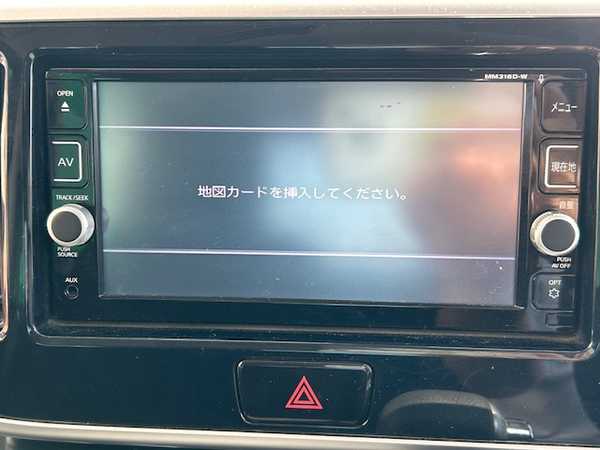 MM316D-W
OPEN
メニュー
AV
現在地
地図カードを挿入してください。
TRACK/SEEK
音量
PUSH
SOURCE
PUSH
AV OFF
AUX
OPT